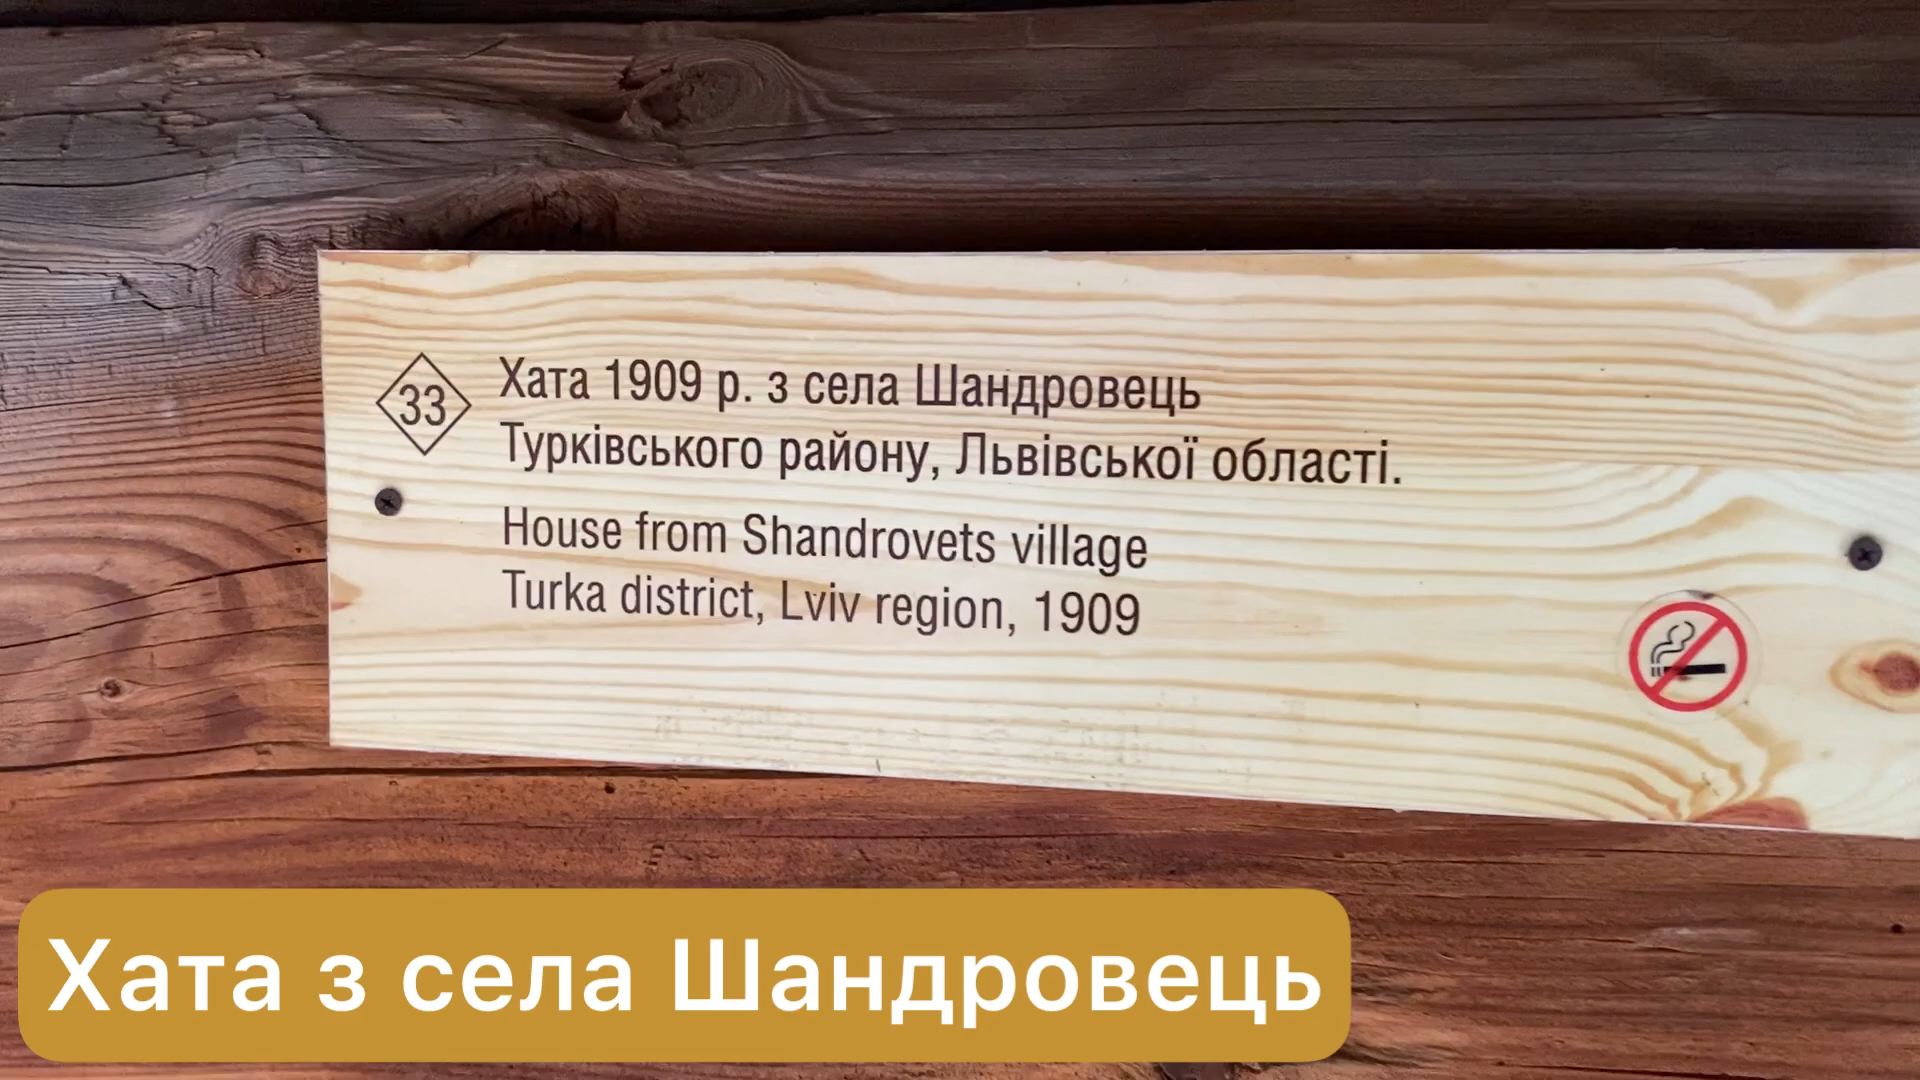 33
Хата 1909 р. з села Шандровець
Турківського району, Львівської області.
House from Shandrovets village
Turka district, Lviv region, 1909
Хата з села Шандровець